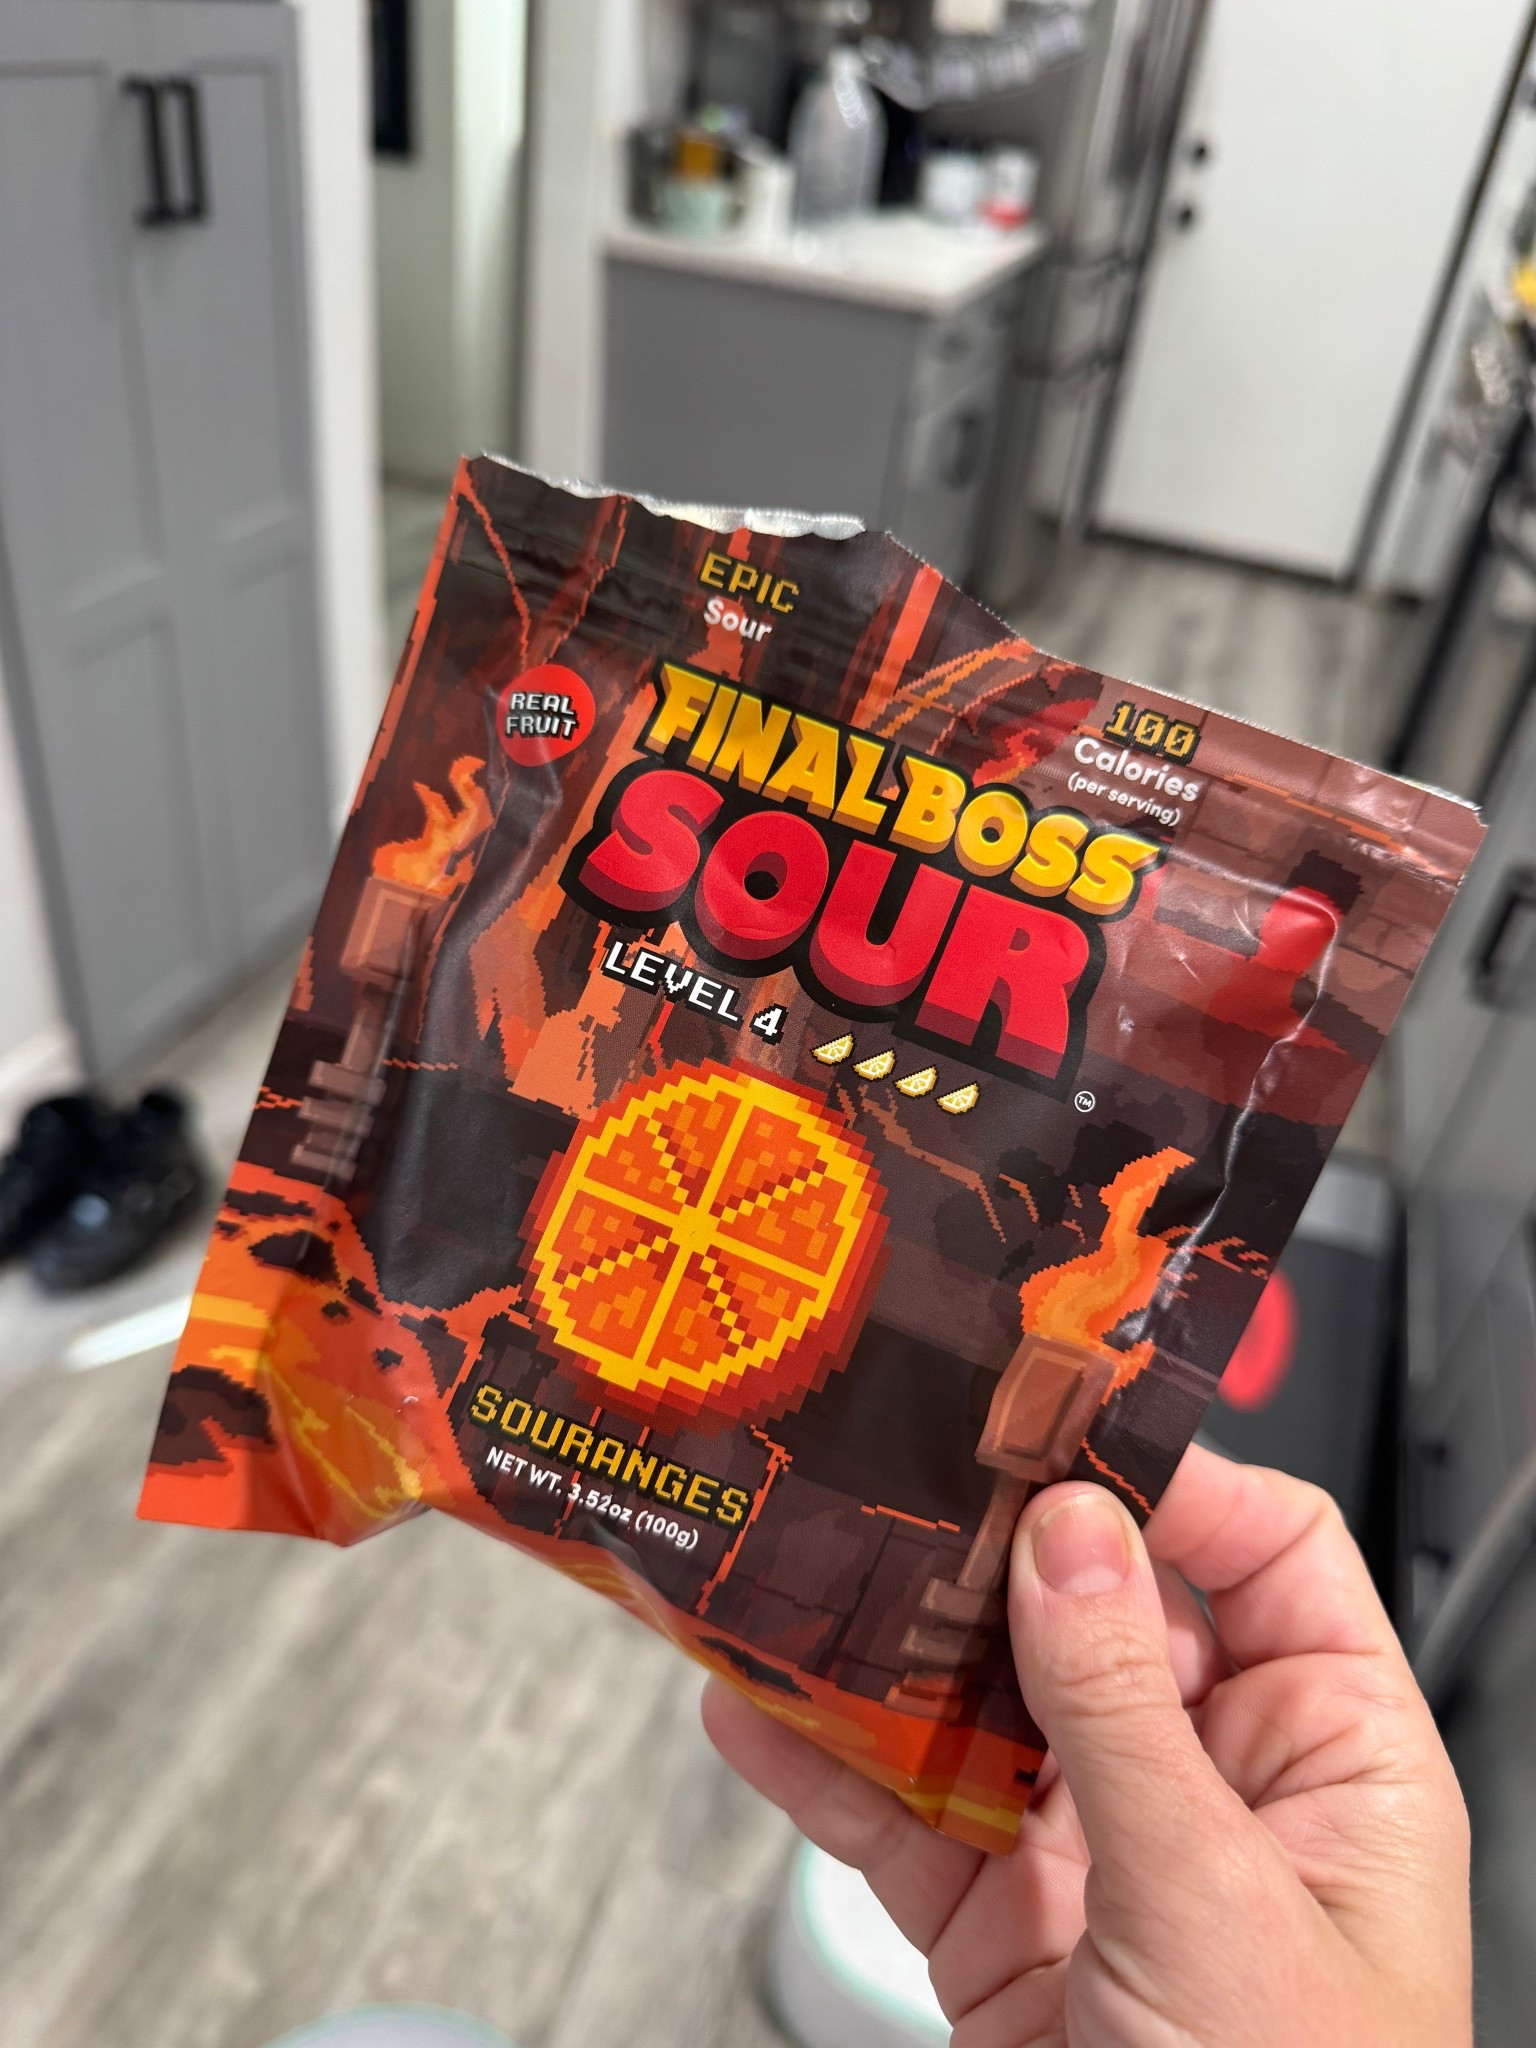 EPIC
Sour
REAL
FRUIT
FINAL BOSS
SOUR
100
Calories
(per serving)
LEVEL 4
TM
SOURANGES
NET WT. 3.52oz (100g)